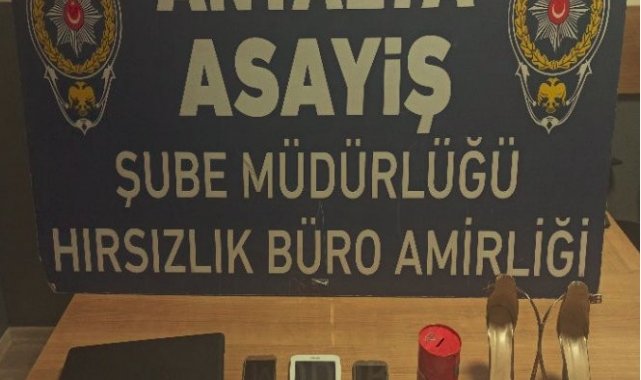 ANTALYA
ASAYİŞ
ŞUBE MÜDÜRLÜĞÜ
HIRSIZLIK BÜRO AMİRLİĞİ